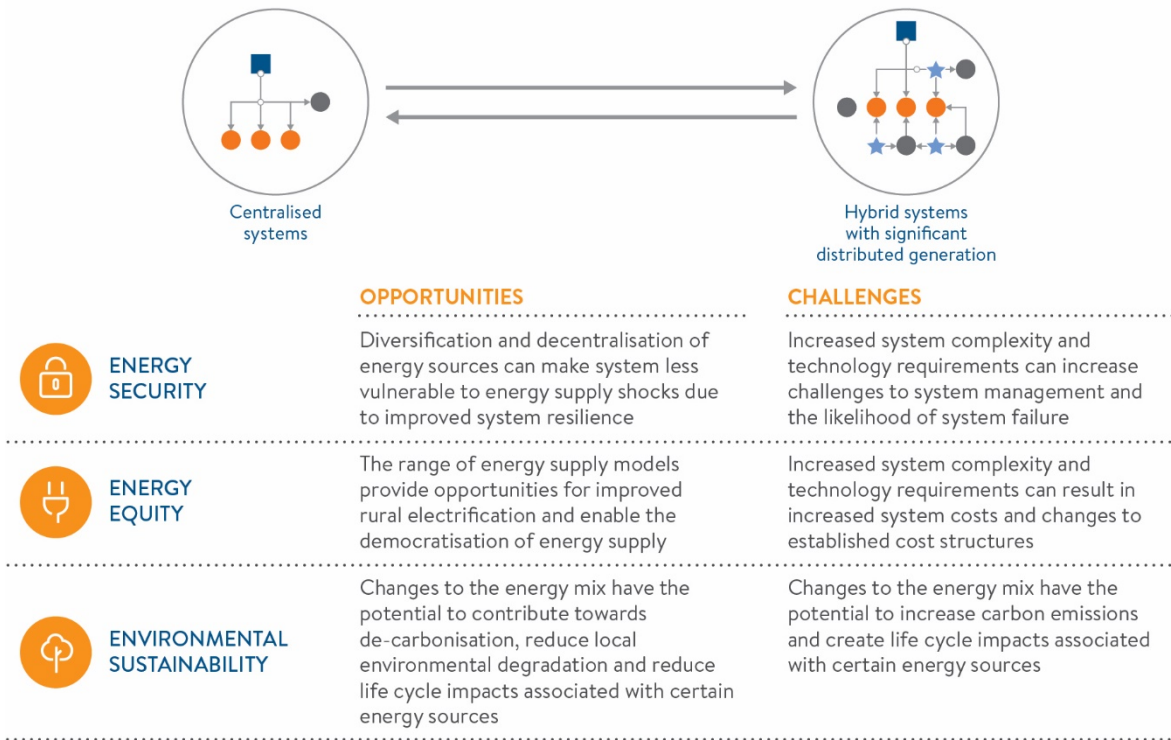 Centralised
systems
Hybrid systems
with significant
distributed generation
OPPORTUNITIES
CHALLENGES
ENERGY
SECURITY
Diversification and decentralisation of
energy sources can make system less
vulnerable to energy supply shocks due
to improved system resilience
Increased system complexity and
technology requirements can increase
challenges to system management and
the likelihood of system failure
ENERGY
EQUITY
The range of energy supply models
provide opportunities for improved
rural electrification and enable the
democratisation of energy supply
Increased system complexity and
technology requirements can result in
increased system costs and changes to
established cost structures
ENVIRONMENTAL
SUSTAINABILITY
Changes to the energy mix have the
potential to contribute towards
de-carbonisation, reduce local
environmental degradation and reduce
life cycle impacts associated with certain
energy sources
Changes to the energy mix have the
potential to increase carbon emissions
and create life cycle impacts associated
with certain energy sources